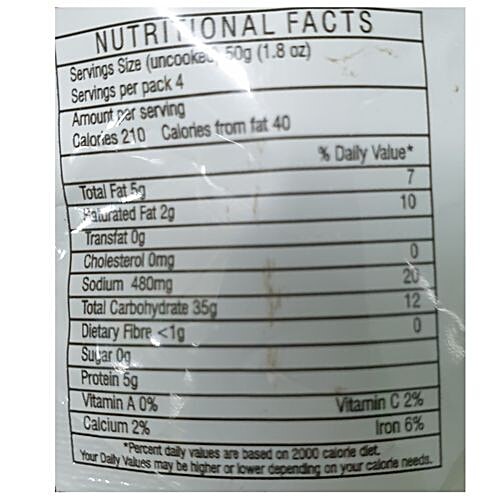 NUTRITIONAL FACTS
Servings Size (uncooked) 50g (1.8 oz)
Servings per pack 4
Amount per serving
Calories 210 Calories from fat 40
% Daily Value*
Total Fat 5g 7
Saturated Fat 2g 10
Transfat 0g
Cholesterol 0mg 0
Sodium 480mg 20
Total Carbohydrate 35g 12
Dietary Fibre <1g 0
Sugar 0g
Protein 5g
Vitamin A 0% Vitamin C 2%
Calcium 2% Iron 6%
*Percent daily values are based on 2000 calorie diet.
Your Daily Values may be higher or lower depending on your calorie needs.